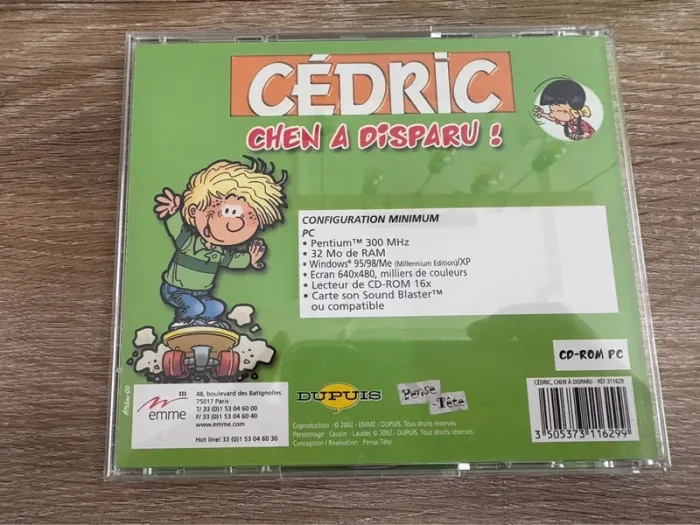 CÉDRIC
CHEN A DISPARU !
CONFIGURATION MINIMUM
PC
• Pentium™ 300 MHz
• 32 Mo de RAM
• Windows® 95/98/Me (Millennium Edition)/XP
• Ecran 640x480, milliers de couleurs
• Lecteur de CD-ROM 16x
• Carte son Sound Blaster™
ou compatible
CD-ROM PC
emme
48, boulevard des Batignolles
75017 Paris
T/ 33 (0)1 53 04 60 00
F/ 33 (0)1 53 04 60 40
www.emme.com
Hot line/ 33 (0)1 53 04 60 30
DUPUIS
Pense
-Tête
Coproduction : © 2002 - EMME / DUPUIS. Tous droits réservés.
Personnage : Cauvin - Laudec © 2002 - DUPUIS. Tous droits réservés.
Conception / Réalisation : Pense-Tête
CÉDRIC, CHEN A DISPARU - RÉF 311629
3 505373 116299